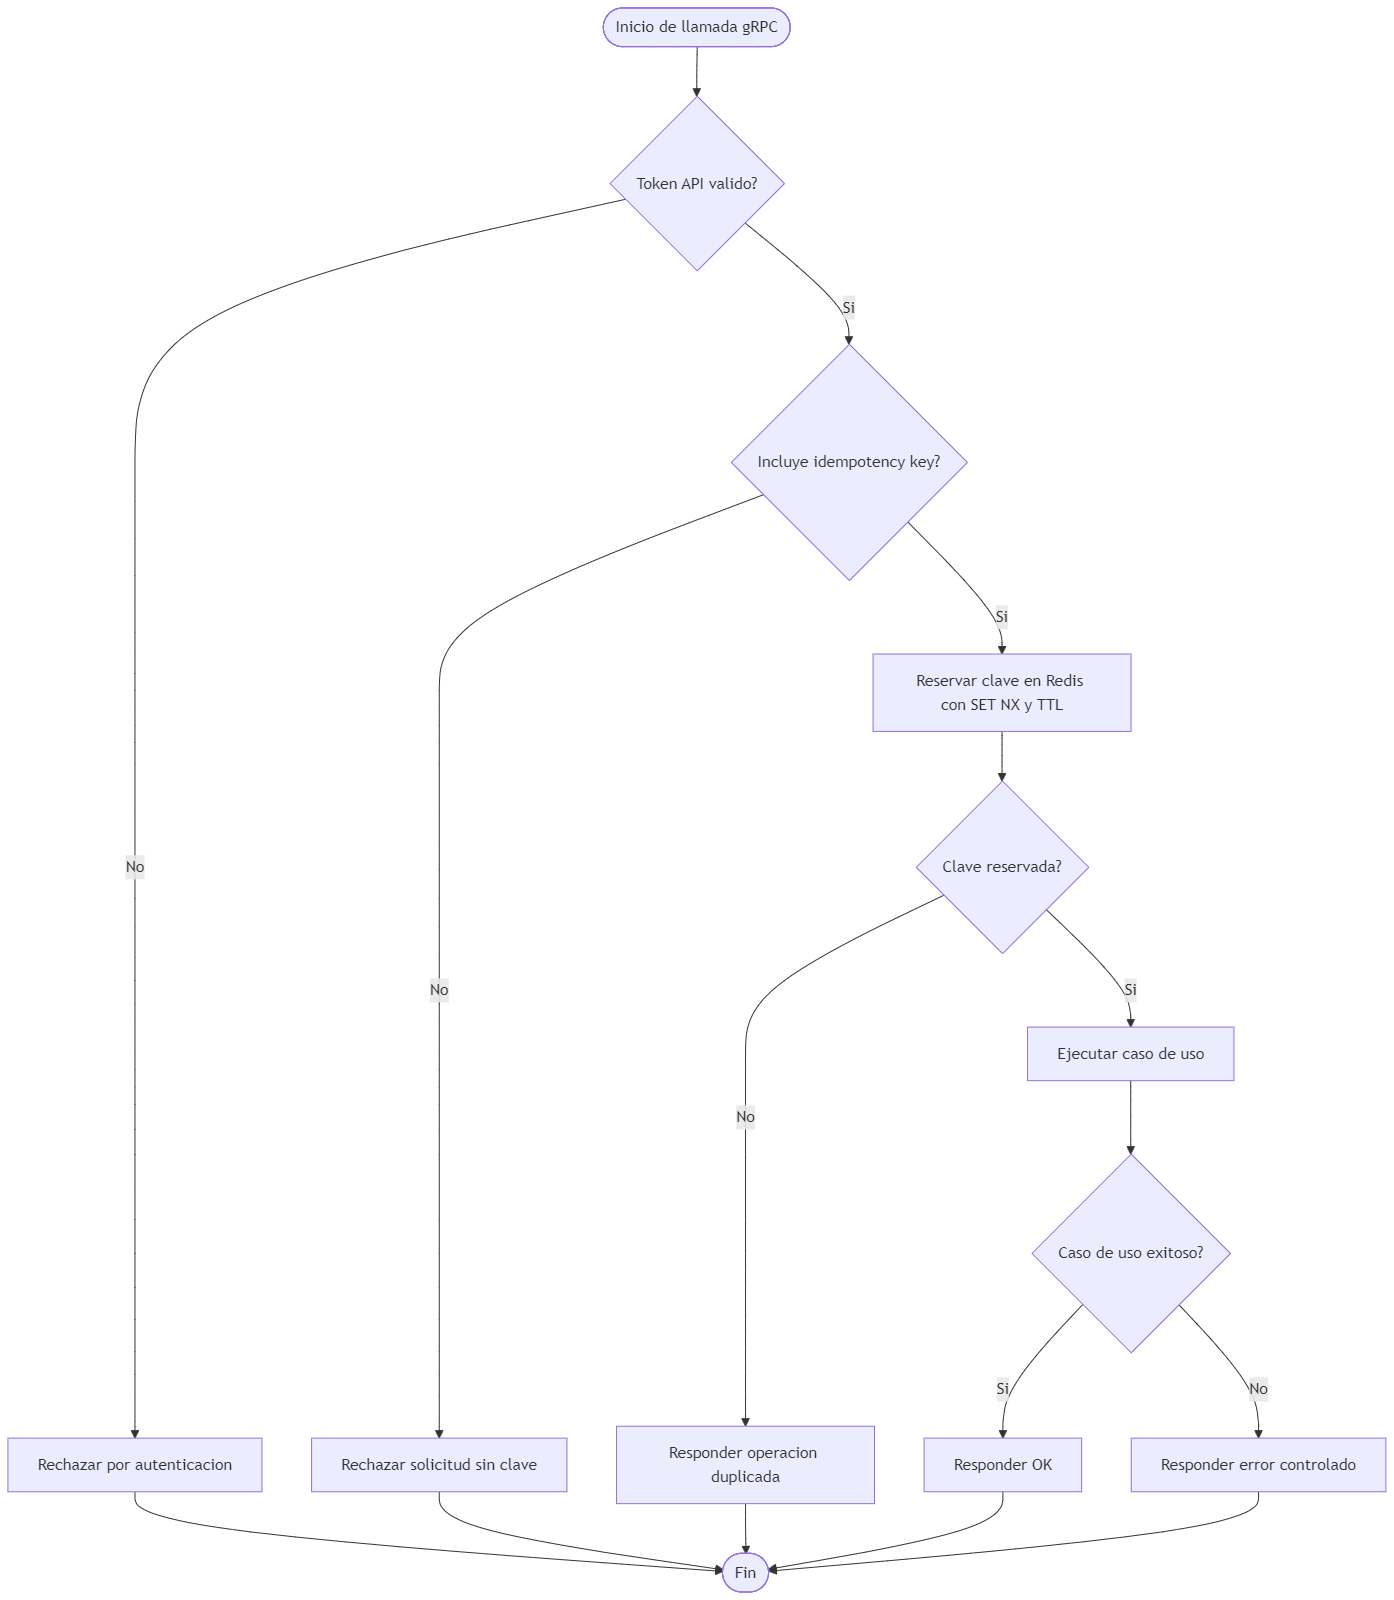 Inicio de llamada gRPC
Token API valido?
Si
Incluye idempotency key?
Si
Reservar clave en Redis
con SET NX y TTL
No
Clave reservada?
No
Si
Ejecutar caso de uso
No
Caso de uso exitoso?
Si
No
Rechazar por autenticacion
Rechazar solicitud sin clave
Responder operacion
duplicada
Responder OK
Responder error controlado
Fin